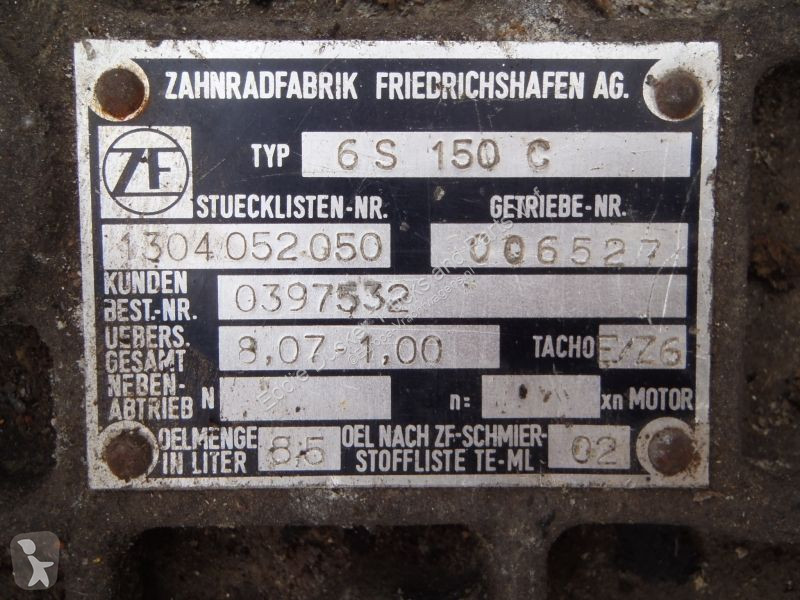 ZAHNRADFABRIK FRIEDRICHSHAFEN AG.
ZF
TYP 6 S 150 C
STUECKLISTEN-NR. GETRIEBE-NR.
1304 052 050 006527
KUNDEN
BEST.-NR. 0397532
UEBERS.
GESAMT 8,07-1,00 TACHO E/Z6
NEBEN-
ABTRIEB N n= xn MOTOR
OELMENGE
IN LITER 8,5
OEL NACH ZF-SCHMIER-
STOFFLISTE TE-ML 02